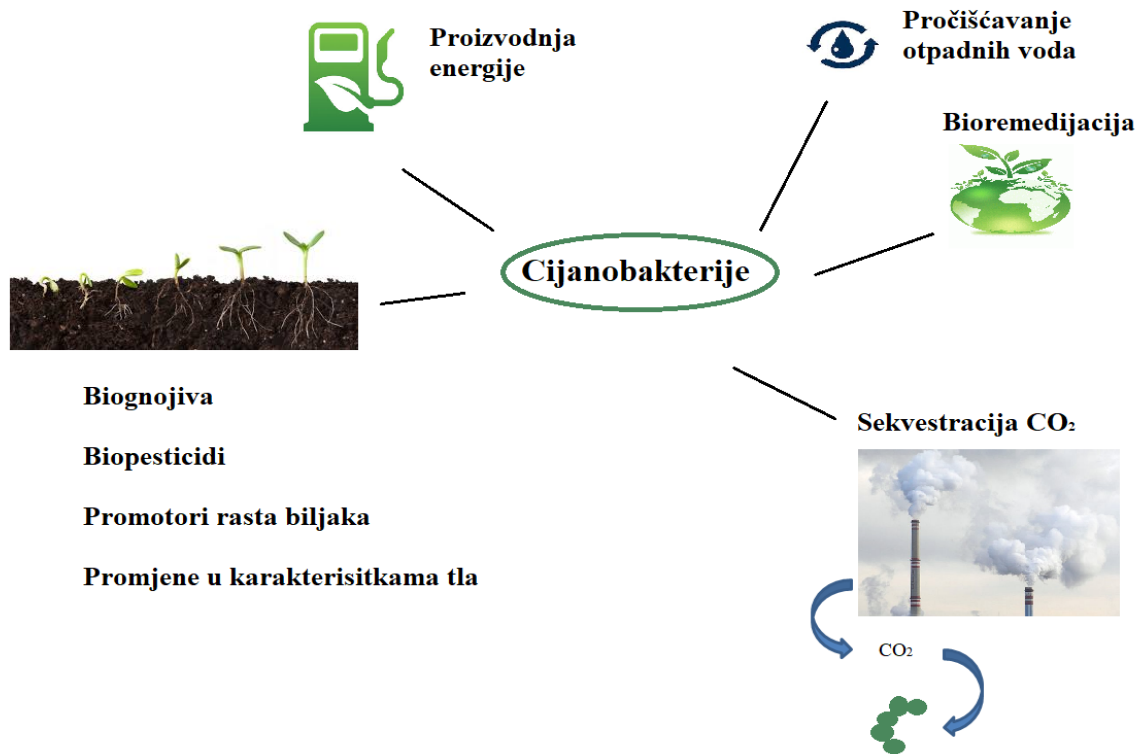 Proizvodnja
energije
Pročišćavanje
otpadnih voda
Bioremedijacija
Cijanobakterije
Biognojiva
Biopesticidi
Promotori rasta biljaka
Promjene u karakterisitkama tla
Sekvestracija CO₂
CO₂